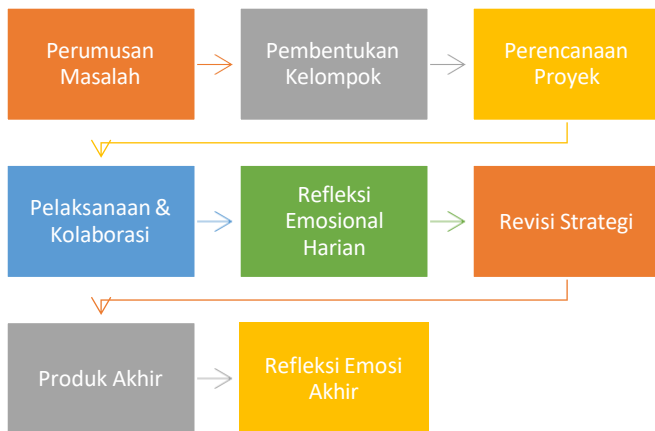 Perumusan
Masalah
Pembentukan
Kelompok
Perencanaan
Proyek
Pelaksanaan &
Kolaborasi
Refleksi
Emosional
Harian
Revisi Strategi
Produk Akhir
Refleksi Emosi
Akhir